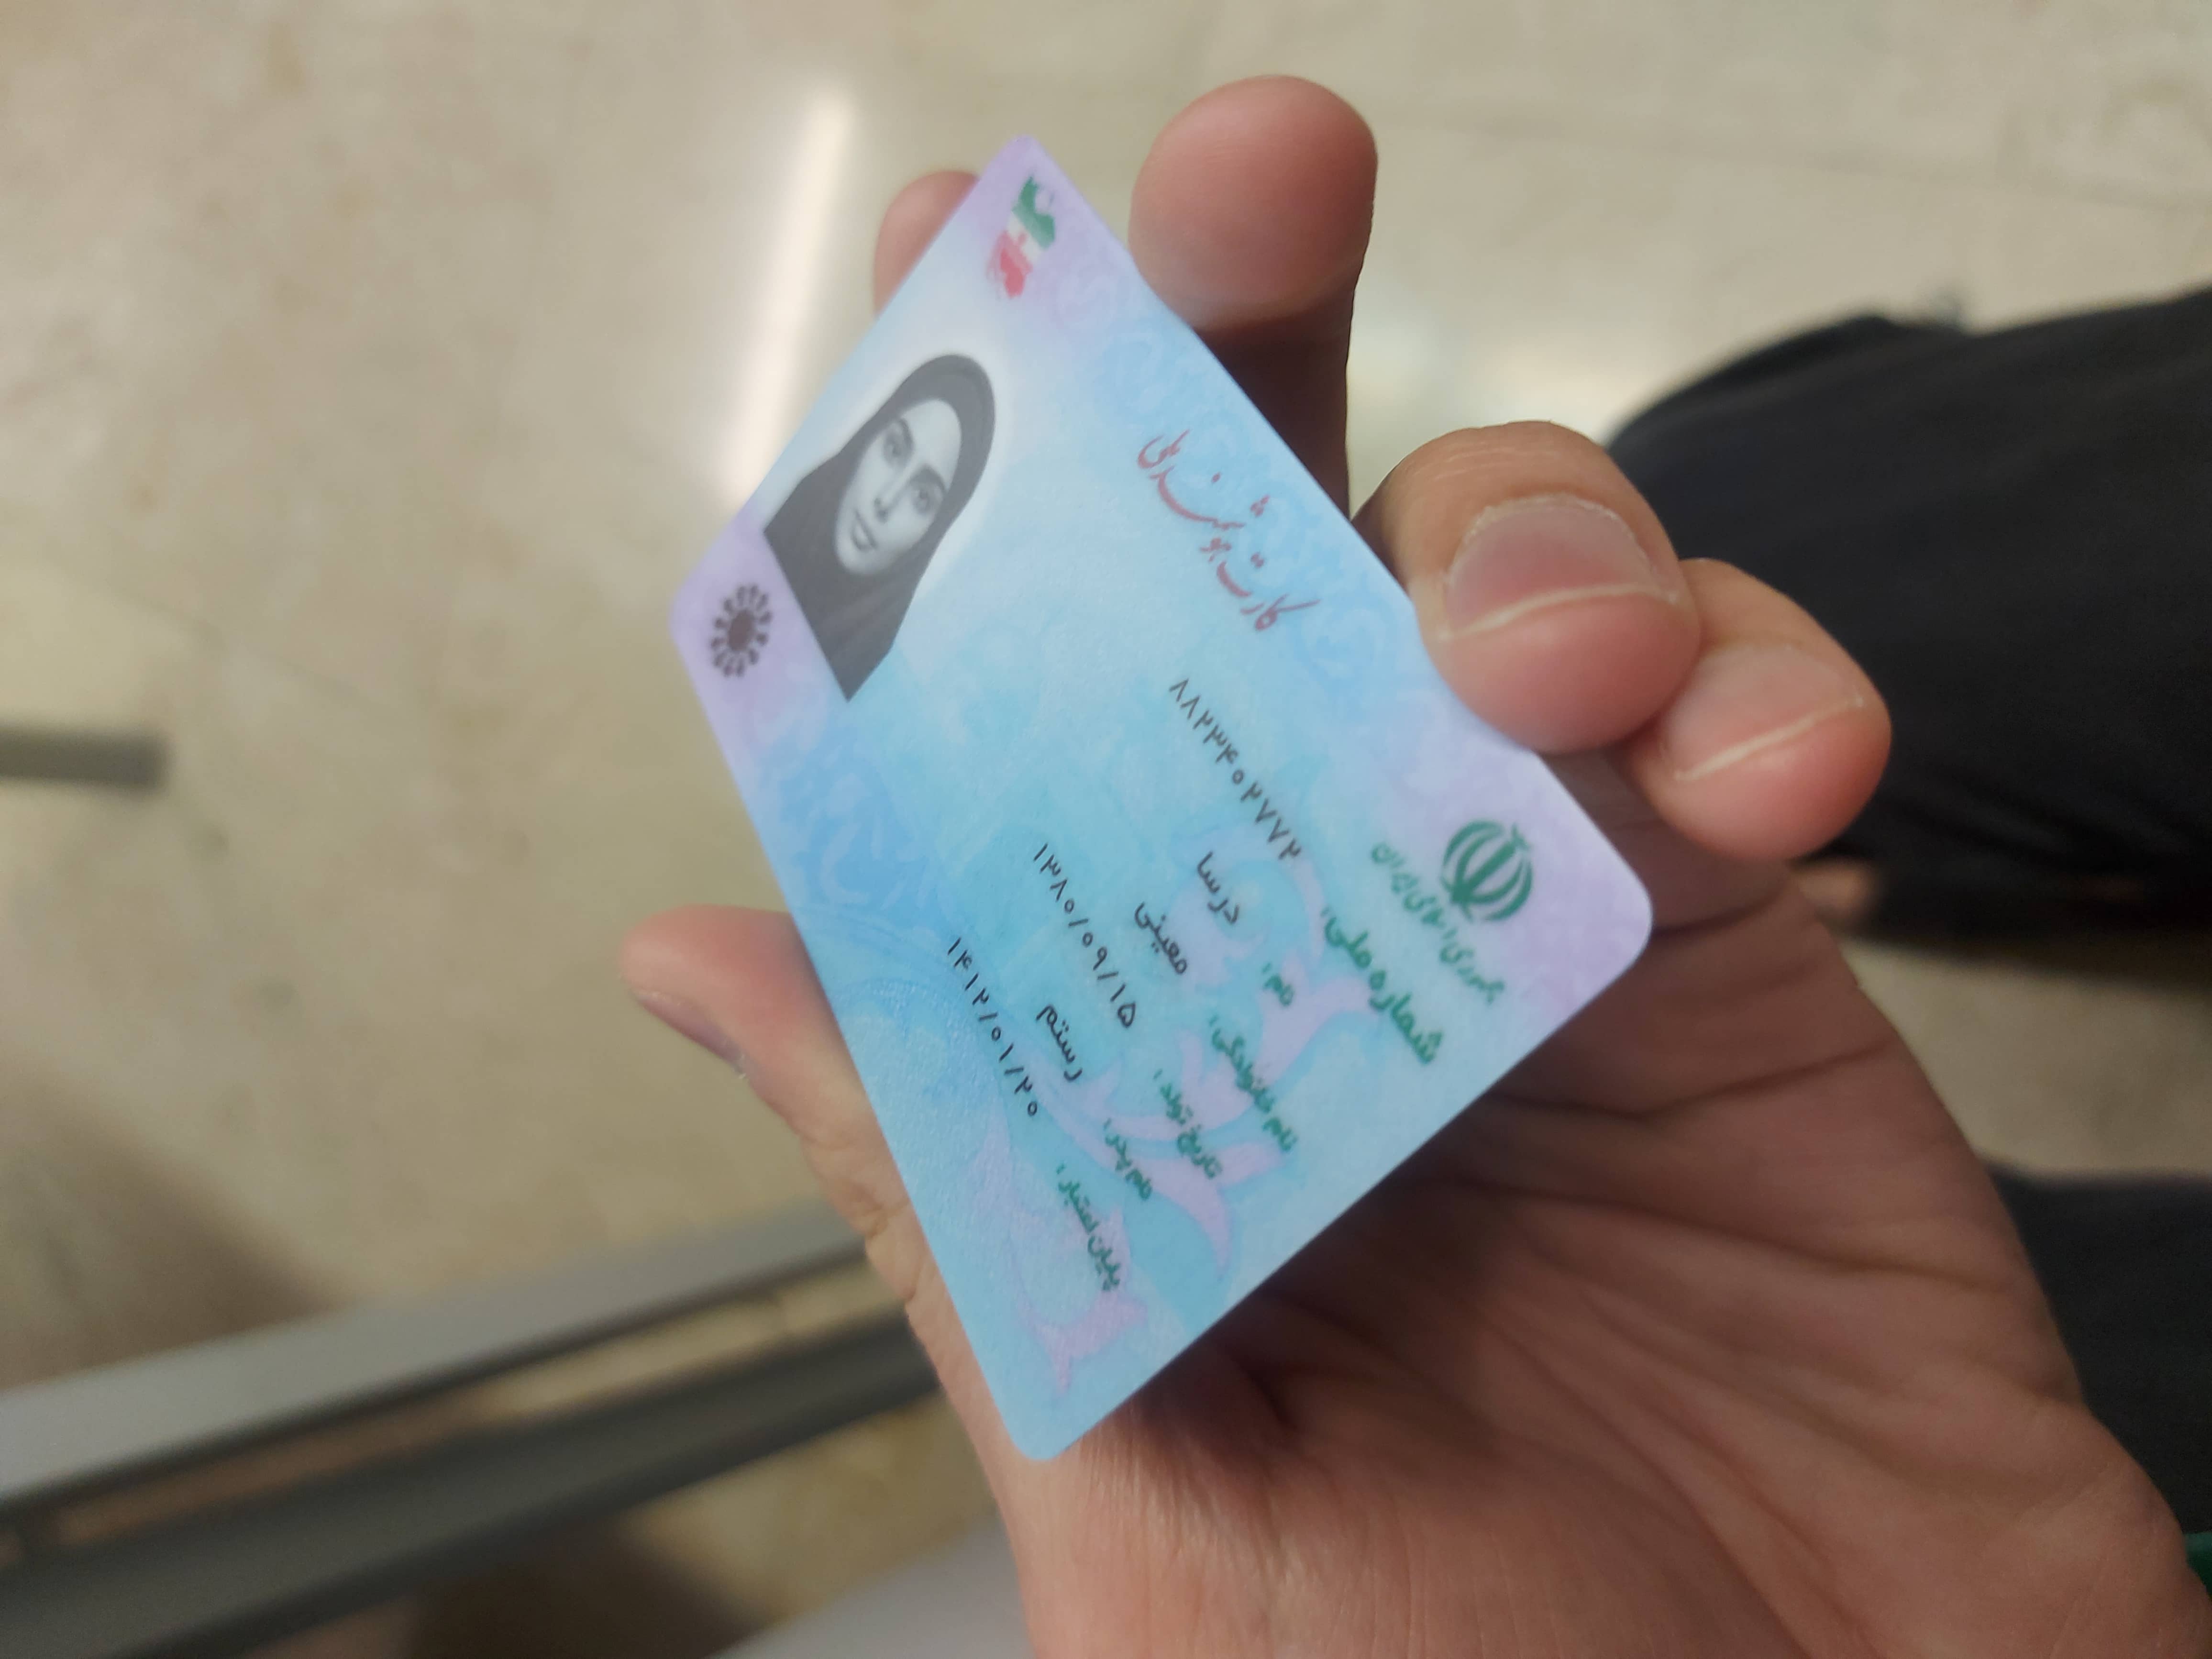 جمهوری اسلامی ایران
کارت هوشمند ملی
شماره ملی: ۸۸۲۳۴۰۲۷۷۲
نام: درسا
نام خانوادگی: معینی
تاریخ تولد: ۱۳۸۰/۰۹/۱۵
نام پدر: رستم
پایان اعتبار: ۱۴۱۲/۰۱/۲۰